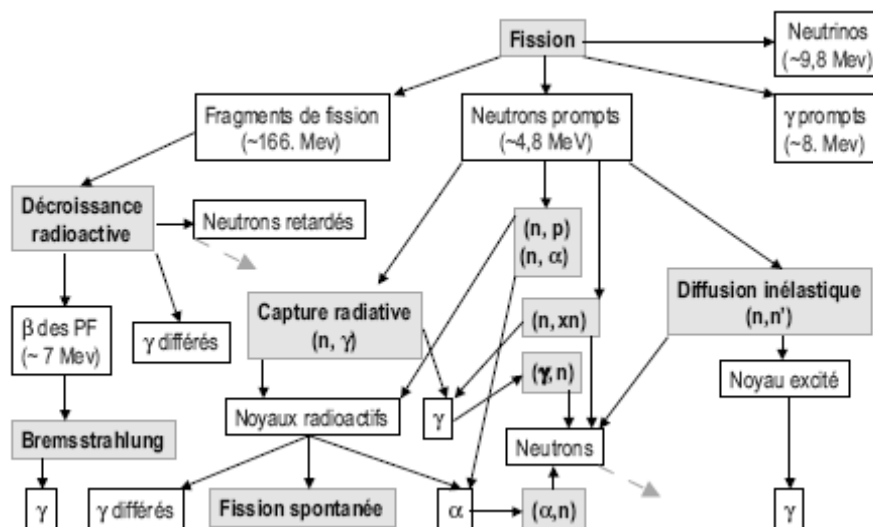 Fission
Neutrinos
(~9,8 Mev)
Fragments de fission
(~166. Mev)
Neutrons prompts
(~4,8 MeV)
γ prompts
(~8. Mev)
Décroissance
radioactive
Neutrons retardés
(n, p)
(n, α)
Diffusion inélastique
(n,n')
β des PF
(~ 7 Mev)
γ différés
Capture radiative
(n, γ)
(n, xn)
(γ, n)
Noyau excité
Noyaux radioactifs
γ
Neutrons
Bremsstrahlung
γ
γ différés
Fission spontanée
α
(α,n)
γ